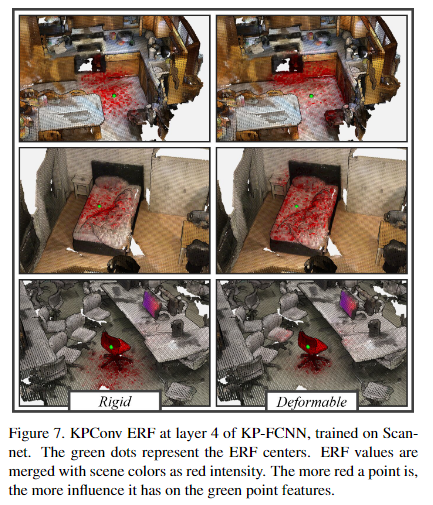 Rigid
Deformable
Figure 7. KPConv ERF at layer 4 of KP-FCNN, trained on Scan-
net. The green dots represent the ERF centers. ERF values are
merged with scene colors as red intensity. The more red a point is,
the more influence it has on the green point features.